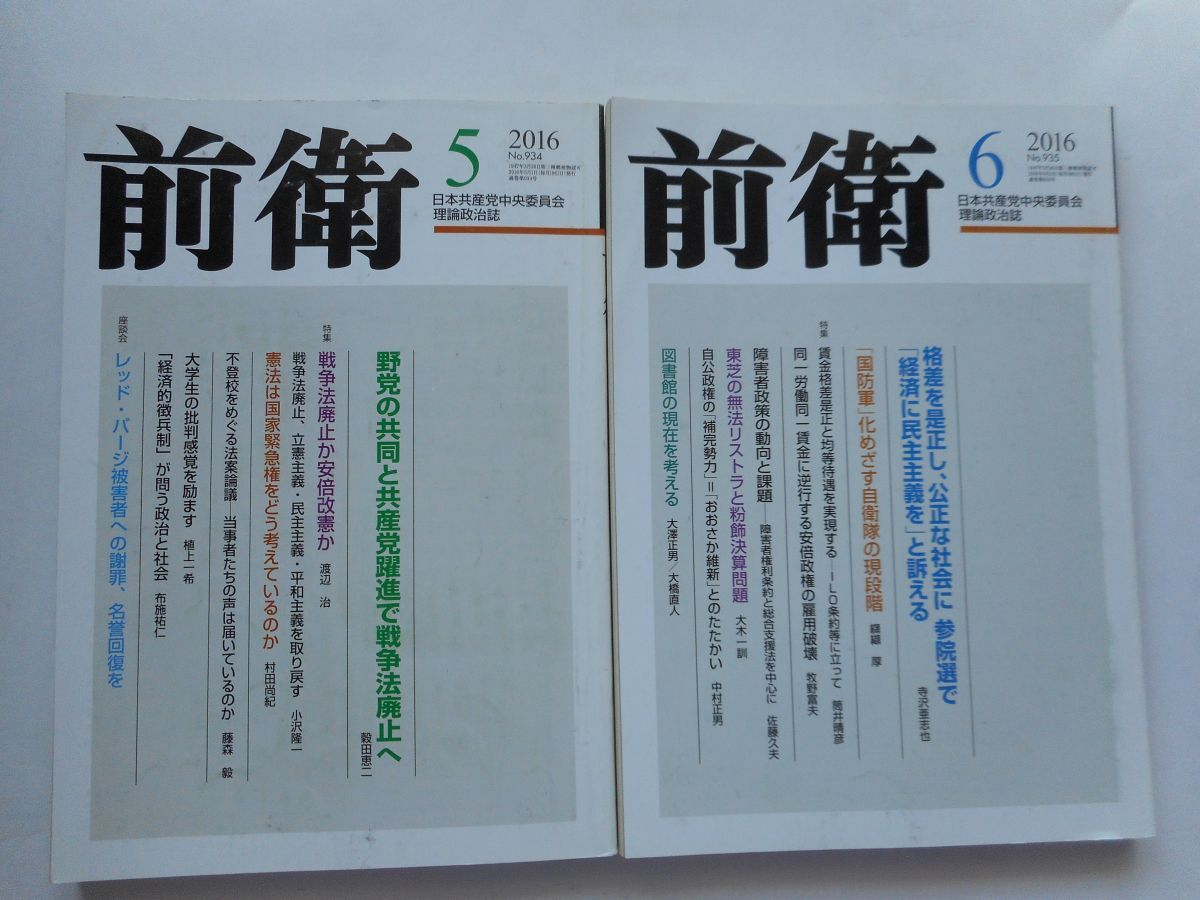 前衛
5
2016
No.934
日本共産党中央委員会
理論政治誌
野党の共同と共産党躍進で戦争法廃止へ 穀田恵二
特集 戦争法廃止か安倍改憲か 渡辺 治
戦争法廃止、立憲主義・民主主義・平和主義を取り戻す 小沢隆一
憲法は国家緊急権をどう考えているのか 村田尚紀
不登校をめぐる法案論議 当事者たちの声は届いているのか 藤森 毅
大学生の批判感覚を励ます 植上一希
「経済的徴兵制」が問う政治と社会 布施祐仁
座談会 レッド・パージ被害者への謝罪、名誉回復を
前衛
6
2016
No.935
日本共産党中央委員会
理論政治誌
格差を是正し、公正な社会に 参院選で
「経済に民主主義を」と訴える 寺沢亜志也
「国防軍」化めざす自衛隊の現段階 纐纈 厚
特集 賃金格差是正と均等待遇を実現する―ILO条約等に立って 筒井晴彦
同一労働同一賃金に逆行する安倍政権の雇用破壊 牧野富夫
障害者政策の動向と課題―障害者権利条約と総合支援法を中心に 佐藤久夫
東芝の無法リストラと粉飾決算問題 大木一訓
自公政権の「補完勢力」=「おおさか維新」とのたたかい 中村正男
図書館の現在を考える 大澤正男/大橋直人